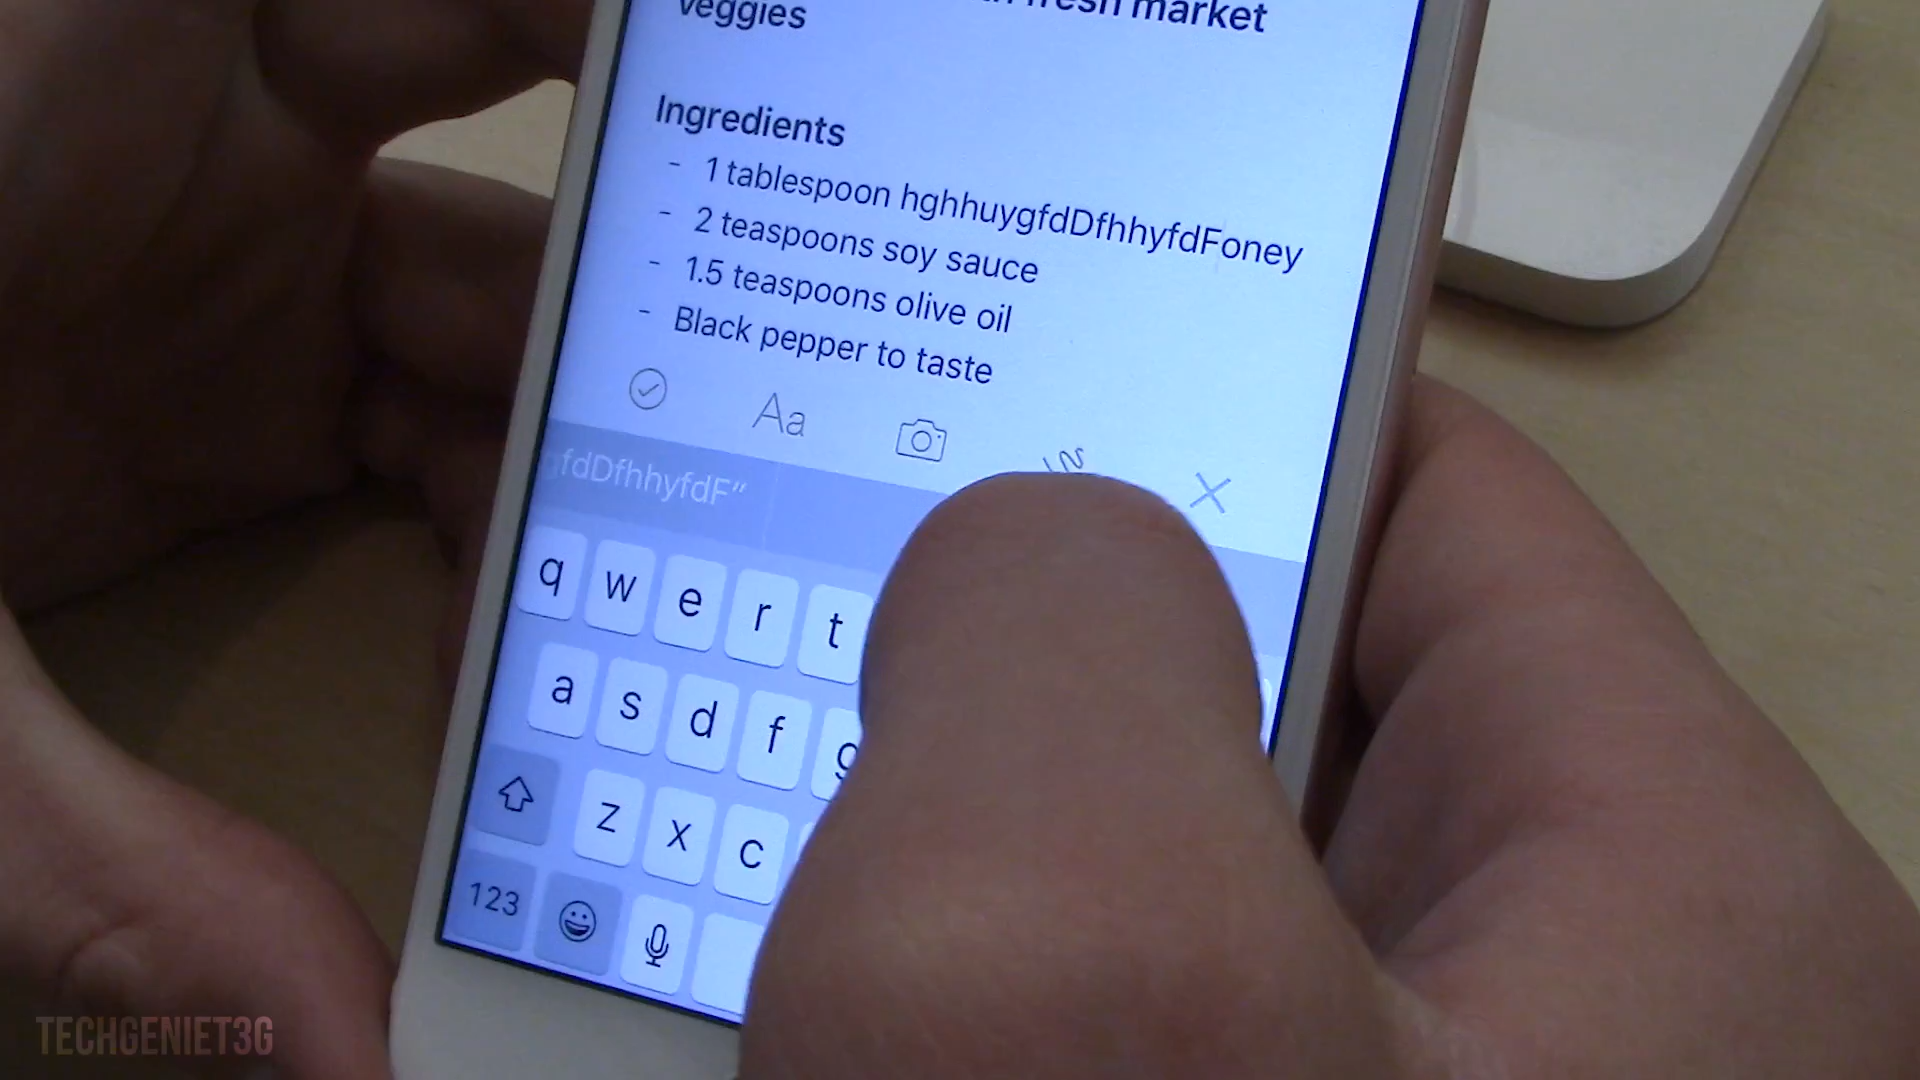 fresh market
veggies
Ingredients
- 1 tablespoon hghhuygfdDfhhyfdFoney
- 2 teaspoons soy sauce
- 1.5 teaspoons olive oil
- Black pepper to taste
Aa
gfdDfhhyfdF"
q w e r t
a s d f g
z x c
123
TECHGENIET3G